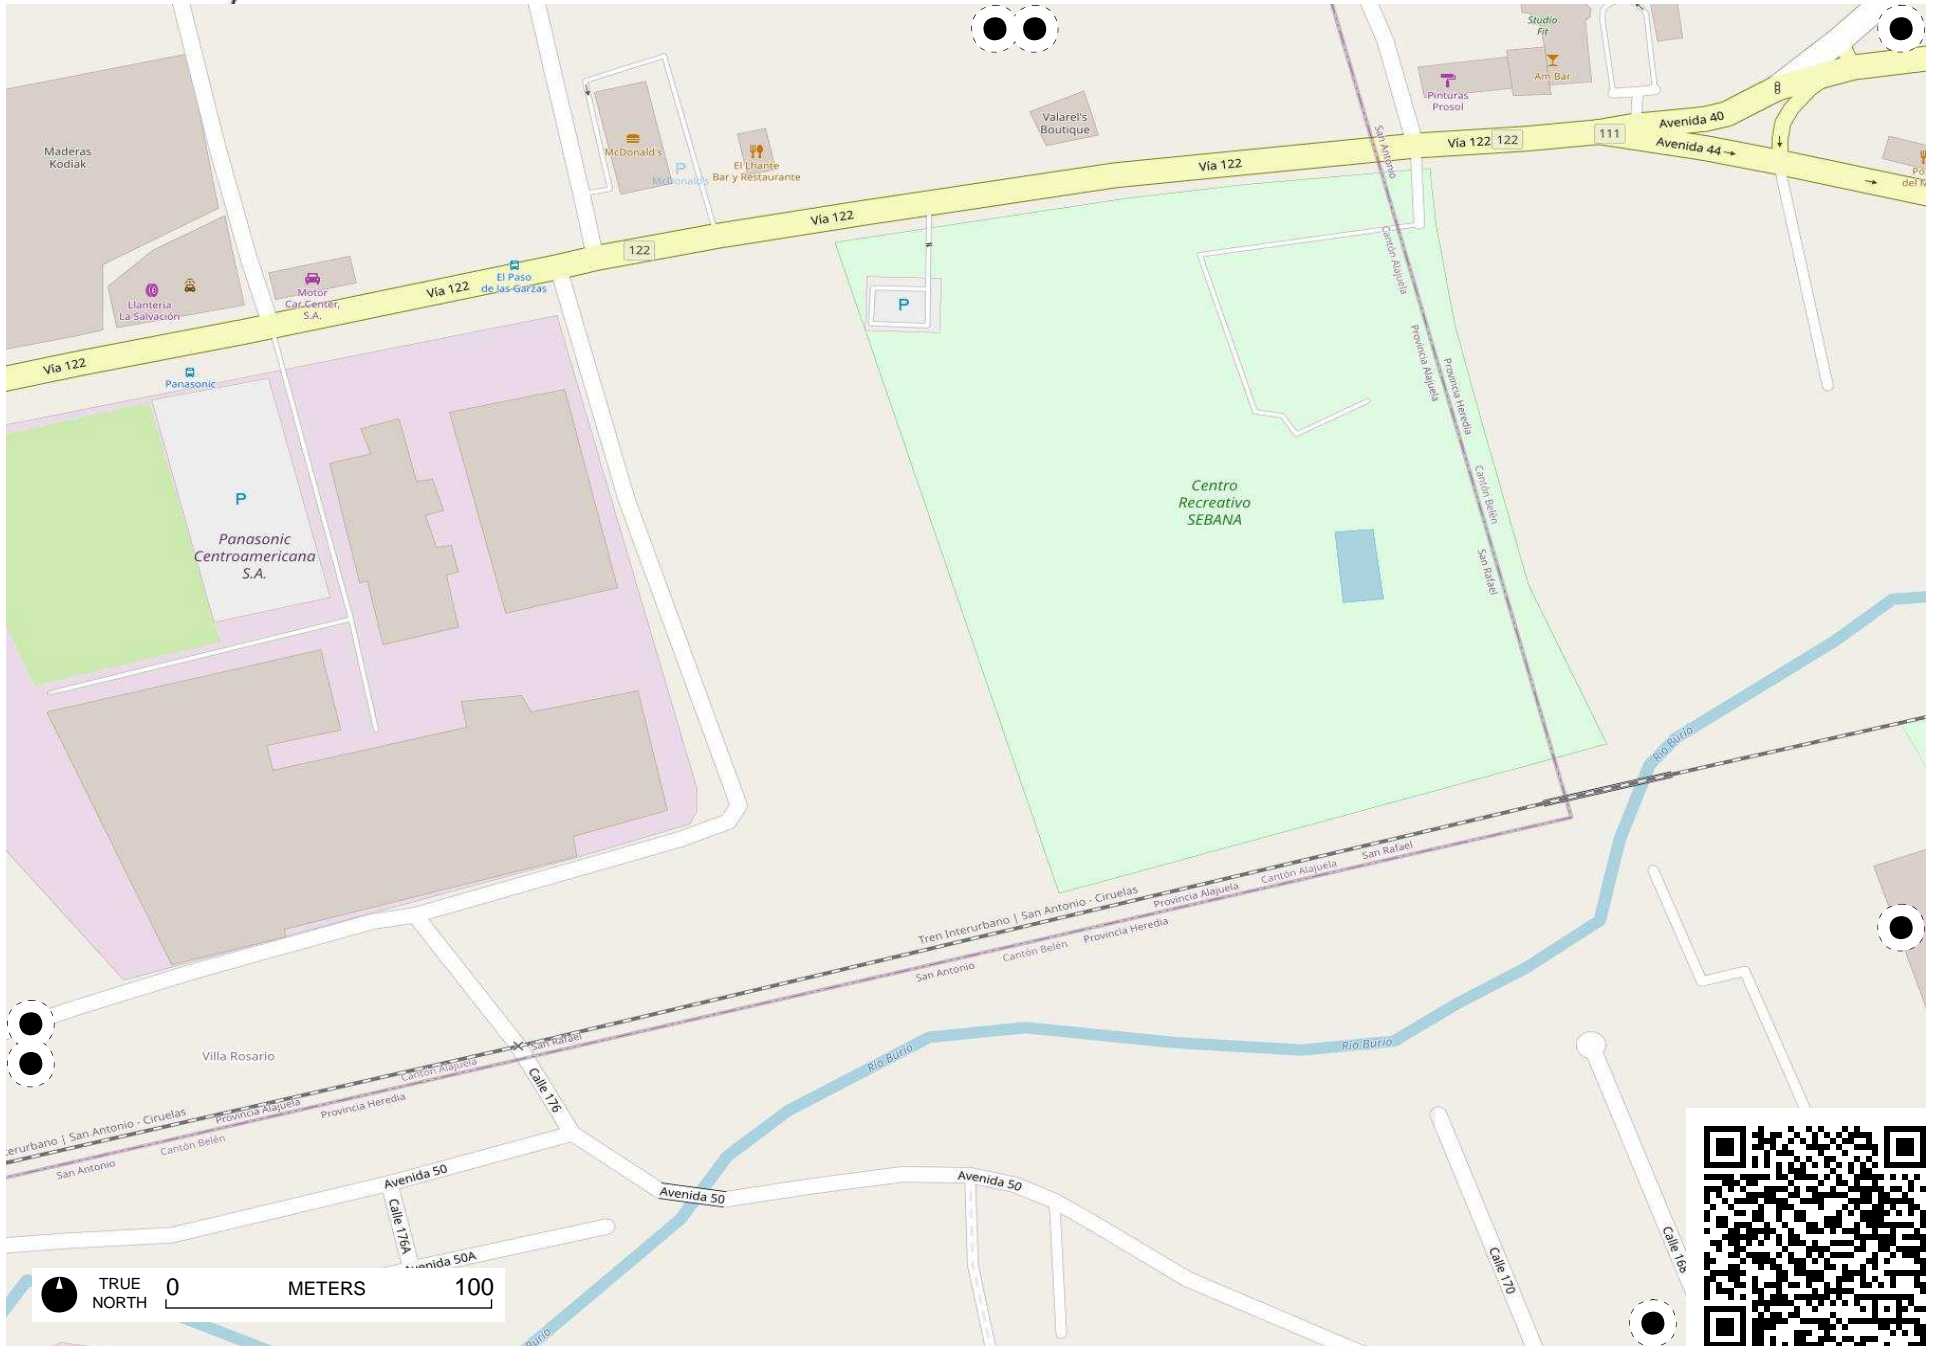 Studio
Fit
Am Bar
Pinturas
Prosol
Maderas
Kodiak
McDonald's
P
McDonald's
El Lhante
Bar y Restaurante
Valarel's
Boutique
San Antonio
Vía 122
122
111
Avenida 40
Avenida 44
Vía 122
Vía 122
122
Cantón Alajuela
P
El Paso
de las Garzas
Vía 122
Motor
Car Center,
S.A.
Llanteria
La Salvación
Vía 122
Panasonic
Provincia Alajuela
Provincia Heredia
Cantón Belén
San Rafael
P
Panasonic
Centroamericana
S.A.
Centro
Recreativo
SEBANA
Río Burío
San Rafael
Cantón Alajuela
Provincia Alajuela
Tren Interurbano | San Antonio - Ciruelas
Provincia Heredia
Cantón Belén
San Antonio
Río Burío
Río Burío
Villa Rosario
San Rafael
Cantón Alajuela
Provincia Alajuela
Provincia Heredia
terurbano | San Antonio - Ciruelas
Cantón Belén
San Antonio
Calle 176
Avenida 50
Avenida 50
Avenida 50
Calle 176A
Avenida 50A
Calle 170
Calle 168
TRUE
NORTH
0 METERS 100